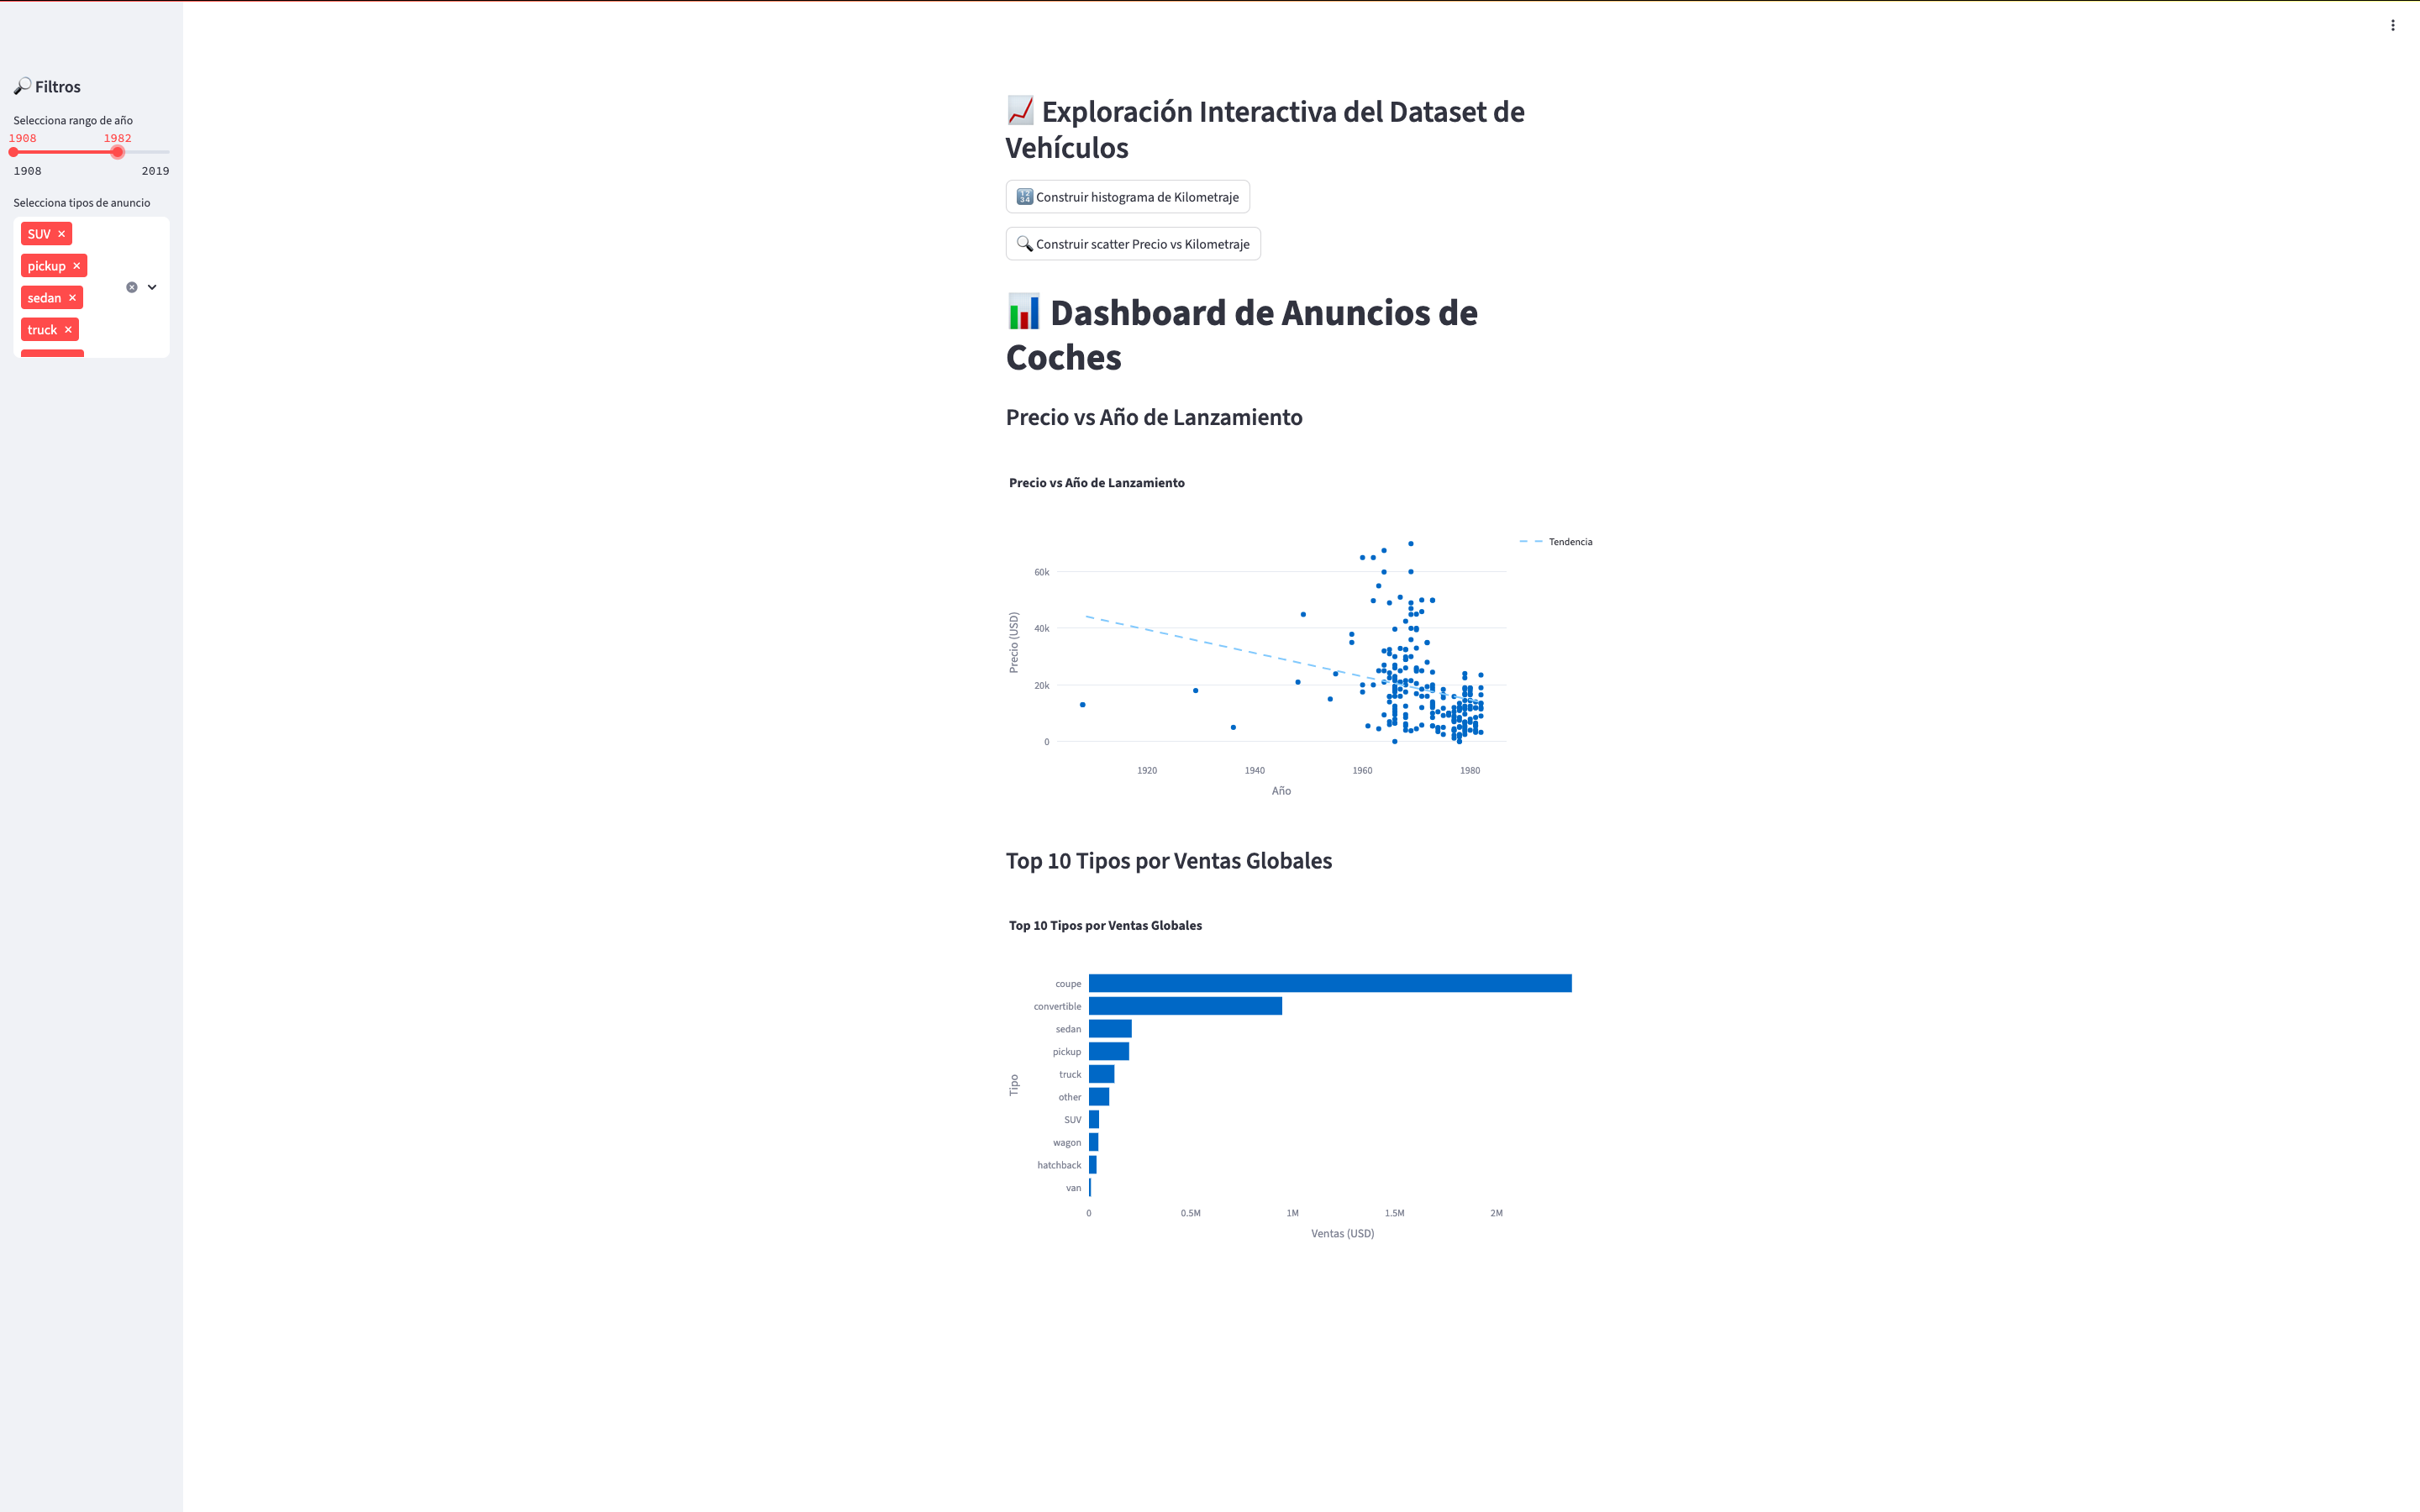 Filtros
Selecciona rango de año
1908 1982
1908 2019
Selecciona tipos de anuncio
SUV ×
pickup ×
sedan ×
truck ×
Exploración Interactiva del Dataset de
Vehículos
Construir histograma de Kilometraje
Construir scatter Precio vs Kilometraje
Dashboard de Anuncios de
Coches
Precio vs Año de Lanzamiento
Precio vs Año de Lanzamiento
Tendencia
60k
40k
20k
0
Precio (USD)
1920 1940 1960 1980
Año
Top 10 Tipos por Ventas Globales
Top 10 Tipos por Ventas Globales
coupe
convertible
sedan
pickup
truck
other
SUV
wagon
hatchback
van
Tipo
0 0.5M 1M 1.5M 2M
Ventas (USD)